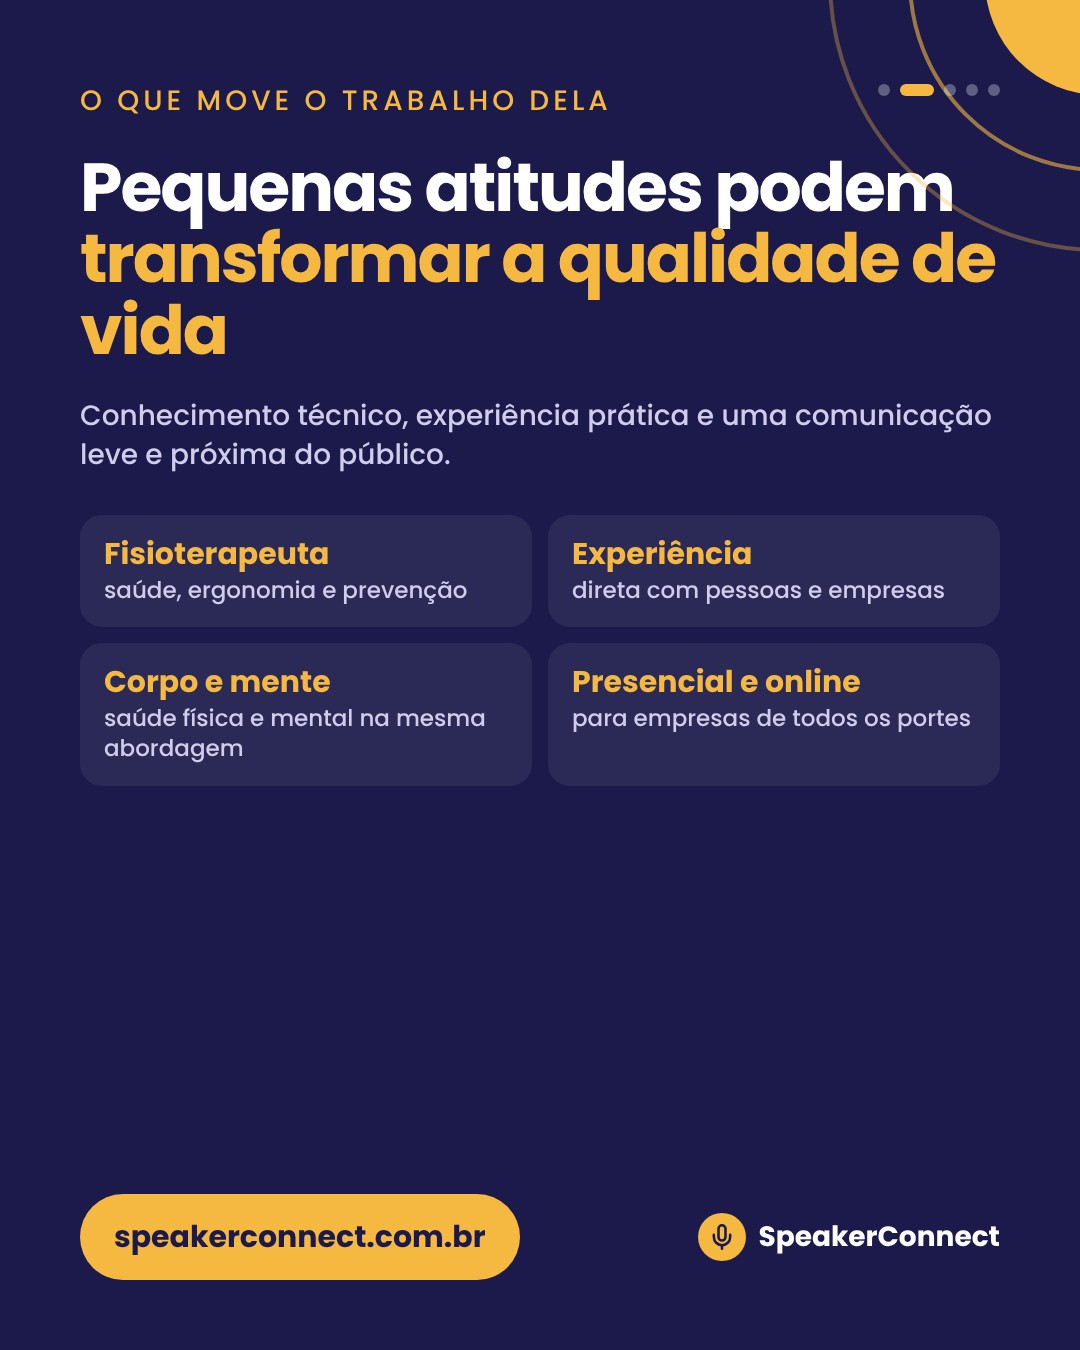 O QUE MOVE O TRABALHO DELA
Pequenas atitudes podem
transformar a qualidade de
vida
Conhecimento técnico, experiência prática e uma comunicação
leve e próxima do público.
Fisioterapeuta
saúde, ergonomia e prevenção
Experiência
direta com pessoas e empresas
Corpo e mente
saúde física e mental na mesma
abordagem
Presencial e online
para empresas de todos os portes
speakerconnect.com.br
SpeakerConnect